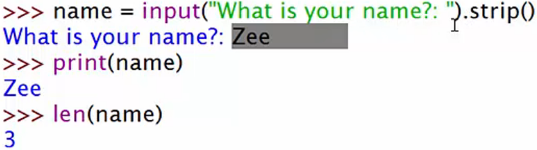 >>> name = input("What is your name?: ").strip()
What is your name?: Zee
>>> print(name)
Zee
>>> len(name)
3